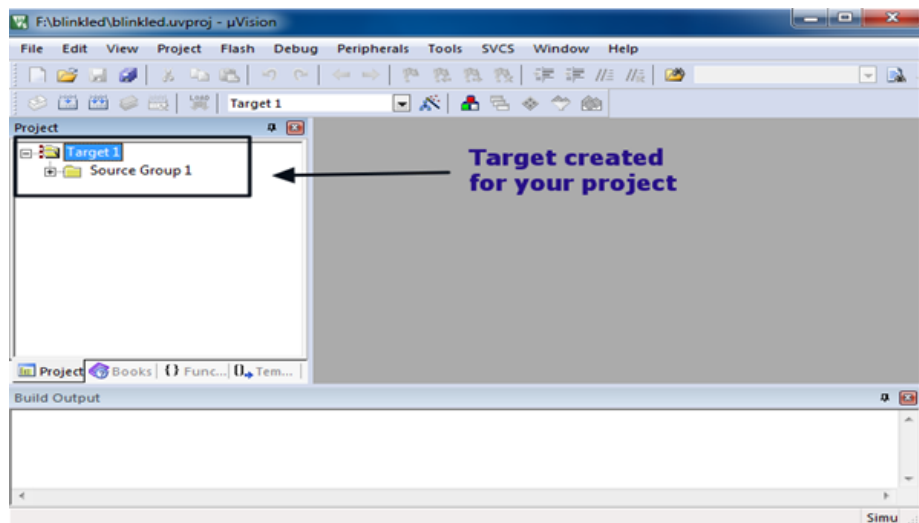 F:\blinkled\blinkled.uvproj - µVision
File Edit View Project Flash Debug Peripherals Tools SVCS Window Help
LOAD Target 1
Project
Target 1
Source Group 1
Target created
for your project
Project Books {} Func... Tem...
Build Output
Simu